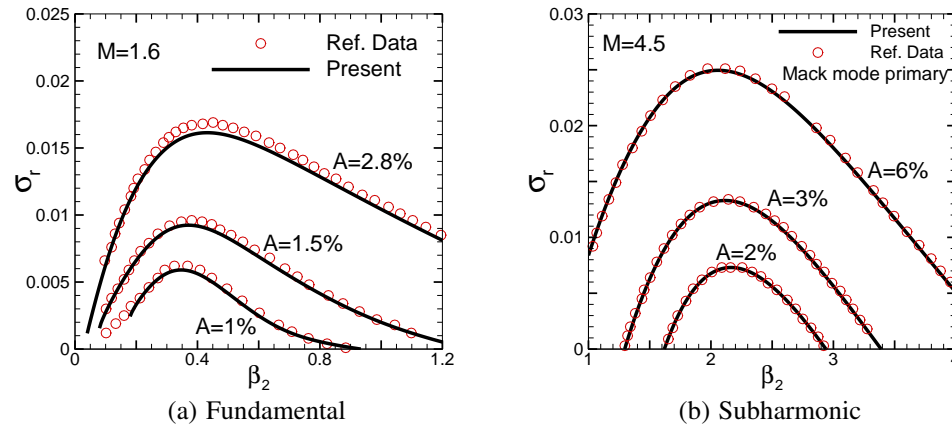 M=1.6
Ref. Data
Present
A=2.8%
A=1.5%
A=1%
0.025
0.02
0.015
0.01
0.005
0
σr
0
0.4
0.8
1.2
β2
(a) Fundamental
M=4.5
Present
Ref. Data
Mack mode primary
A=6%
A=3%
A=2%
0.03
0.02
0.01
0
σr
1
2
3
4
β2
(b) Subharmonic